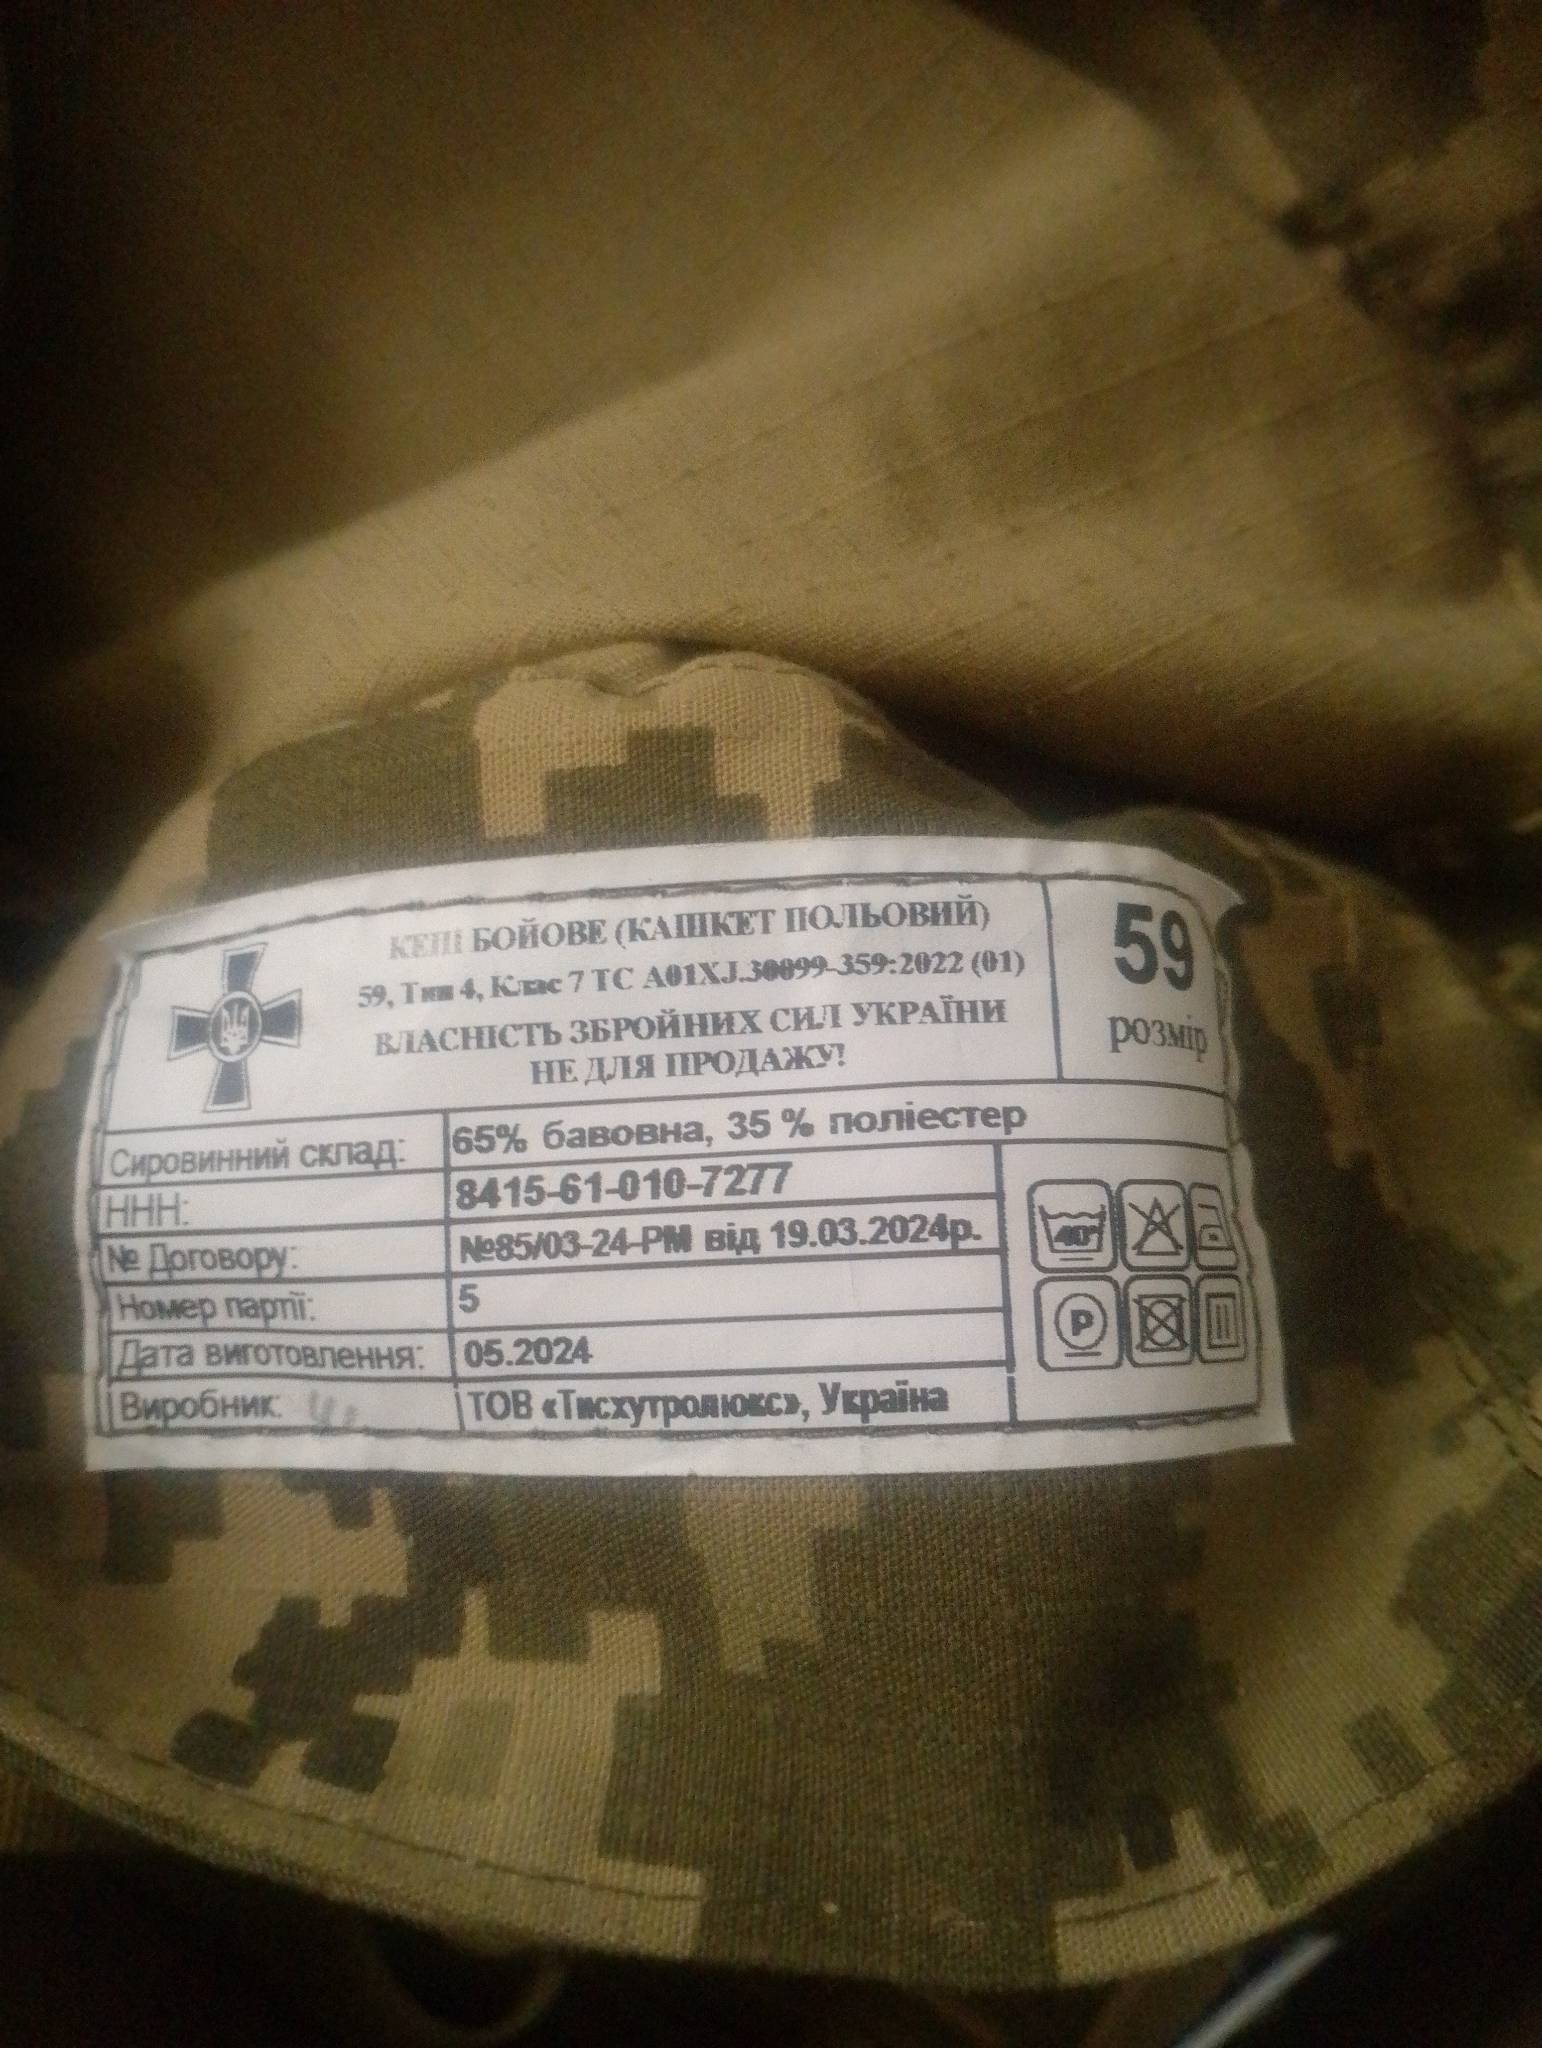 КЕПІ БОЙОВЕ (КАШКЕТ ПОЛЬОВИЙ)
59, Тип 4, Клас 7 ТС А01XJ.30899-359:2022 (01)
ВЛАСНІСТЬ ЗБРОЙНИХ СИЛ УКРАЇНИ
НЕ ДЛЯ ПРОДАЖУ!
59
розмір
Сировинний склад: 65% бавовна, 35 % поліестер
ННН: 8415-61-010-7277
№ Договору: №85/03-24-РМ від 19.03.2024р.
Номер партії: 5
Дата виготовлення: 05.2024
Виробник: ТОВ «Тисхутролюкс», Україна
40°
P